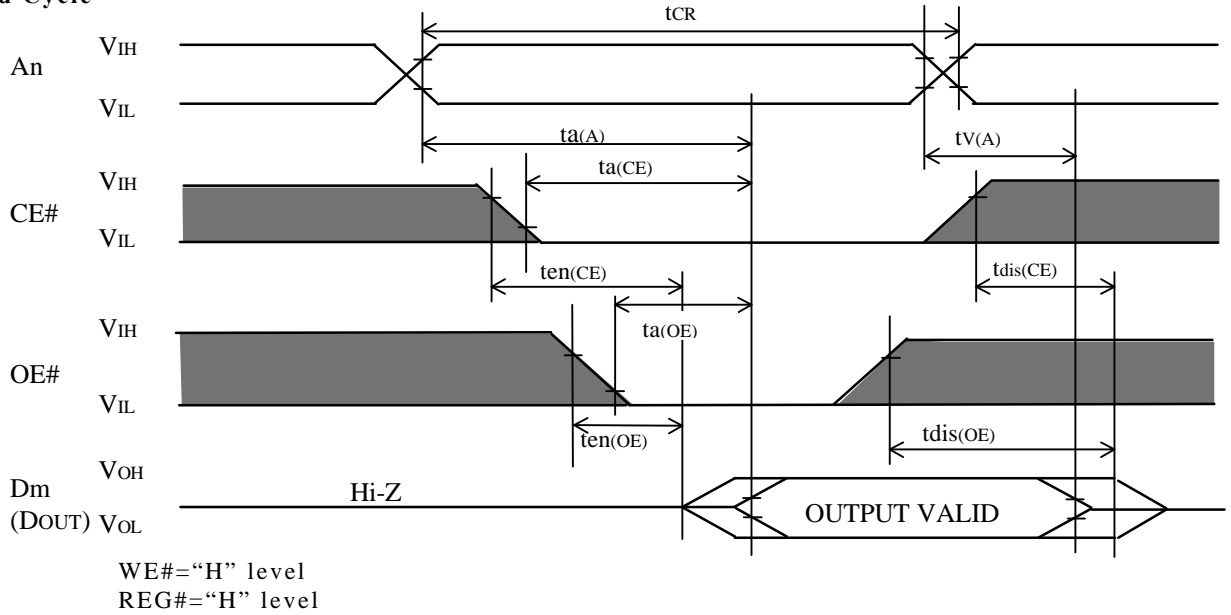 tCR
An VIH
VIL
ta(A)
tV(A)
ta(CE)
CE# VIH
VIL
ten(CE)
tdis(CE)
ta(OE)
OE# VIH
VIL
ten(OE)
tdis(OE)
Dm VOH
(DOUT) VOL
Hi-Z
OUTPUT VALID
WE#=“H” level
REG#=“H” level